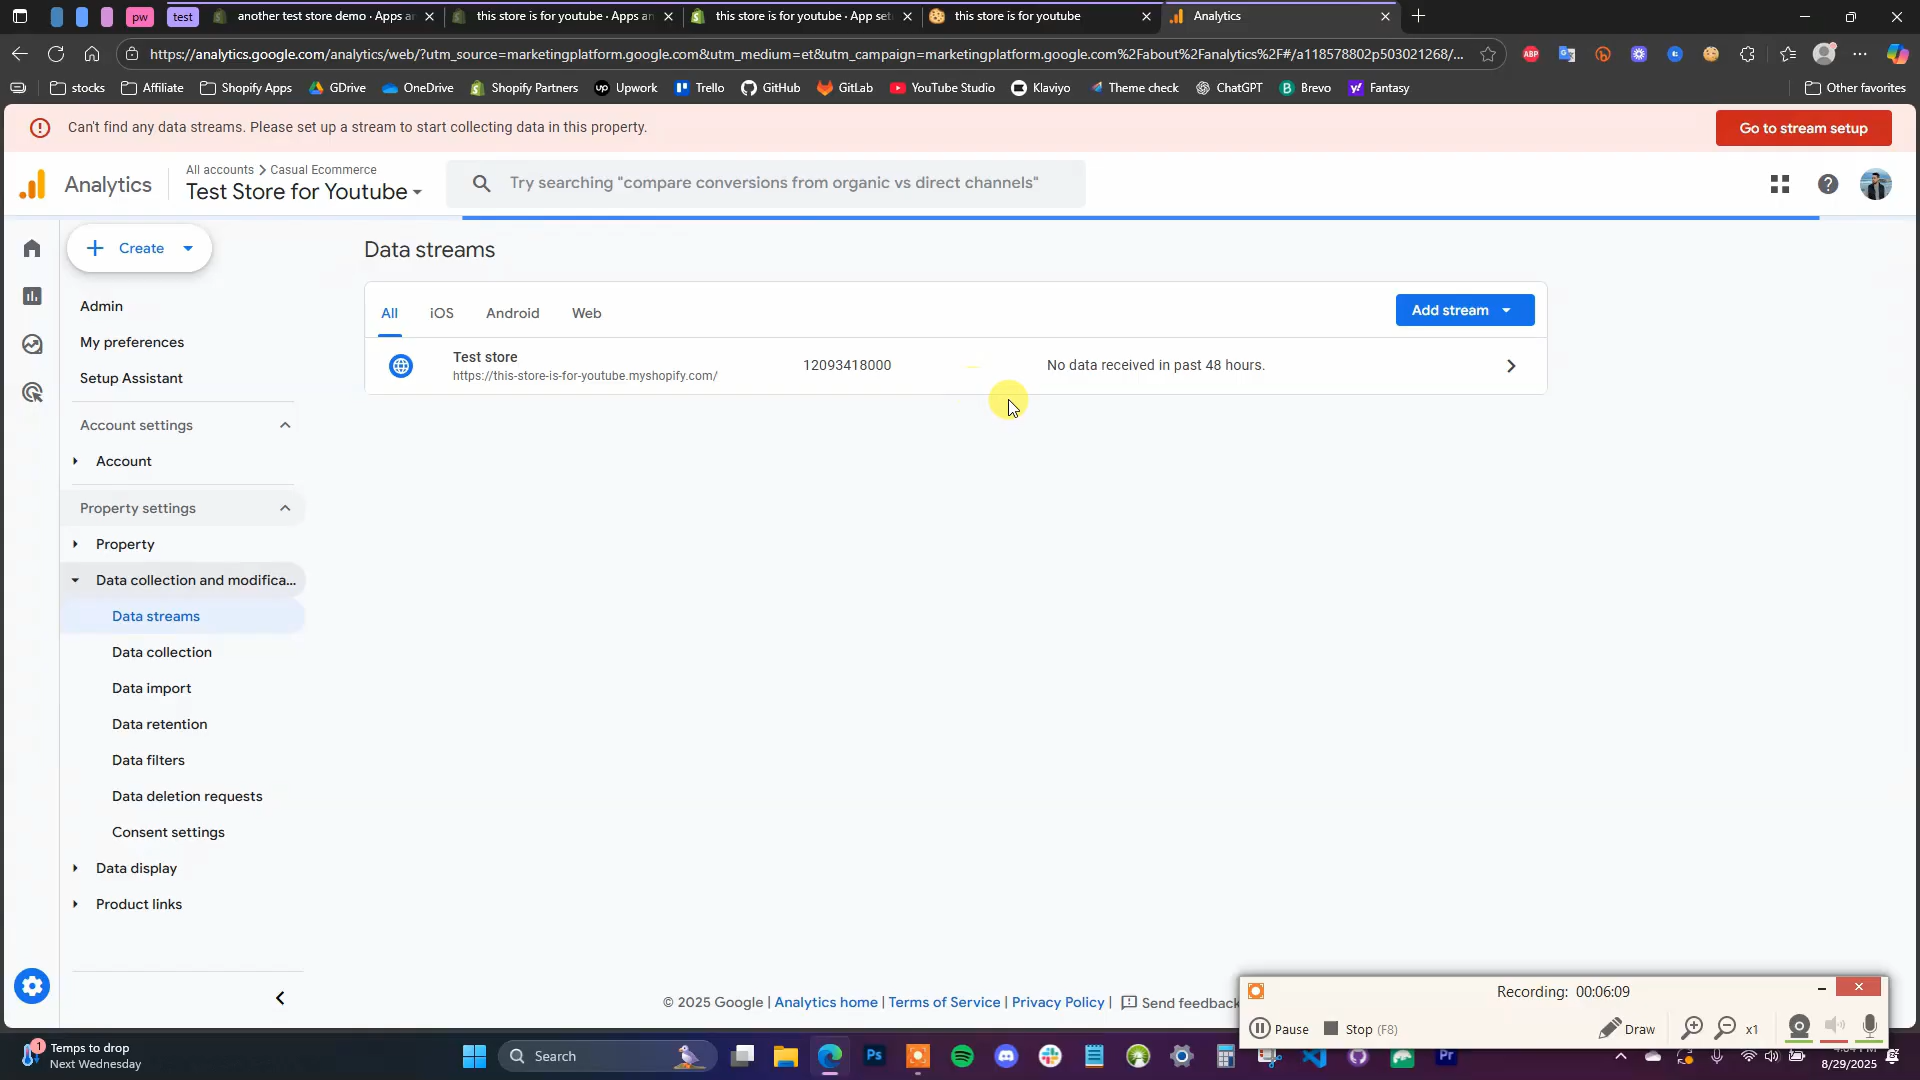 pw
test
another test store demo · Apps ar
this store is for youtube · Apps an
this store is for youtube · App set
this store is for youtube
Analytics
https://analytics.google.com/analytics/web/?utm_source=marketingplatform.google.com&utm_medium=et&utm_campaign=marketingplatform.google.com%2Fabout%2Fanalytics%2F#/a118578802p503021268/...
ABP
stocks
Affiliate
Shopify Apps
GDrive
OneDrive
Shopify Partners
Upwork
Trello
GitHub
GitLab
YouTube Studio
Klaviyo
Theme check
ChatGPT
Brevo
Fantasy
Other favorites
Can't find any data streams. Please set up a stream to start collecting data in this property.
Go to stream setup
Analytics
All accounts > Casual Ecommerce
Test Store for Youtube
Try searching "compare conversions from organic vs direct channels"
Create
Admin
My preferences
Setup Assistant
Account settings
Account
Property settings
Property
Data collection and modifica...
Data streams
Data collection
Data import
Data retention
Data filters
Data deletion requests
Consent settings
Data display
Product links
Data streams
All
iOS
Android
Web
Add stream
Test store
https://this-store-is-for-youtube.myshopify.com/
12093418000
No data received in past 48 hours.
© 2025 Google | Analytics home | Terms of Service | Privacy Policy | Send feedback
Recording: 00:06:09
Pause
Stop (F8)
Draw
x1
1
Temps to drop
Next Wednesday
Search
Ps
Pr
8/29/2025